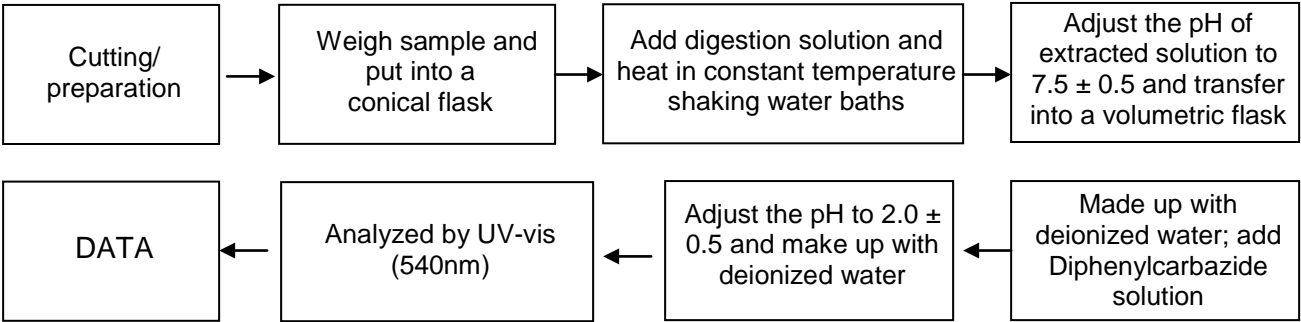 Cutting/
preparation
Weigh sample and
put into a
conical flask
Add digestion solution and
heat in constant temperature
shaking water baths
Adjust the pH of
extracted solution to
7.5 ± 0.5 and transfer
into a volumetric flask
Made up with
deionized water; add
Diphenylcarbazide
solution
Adjust the pH to 2.0 ±
0.5 and make up with
deionized water
Analyzed by UV-vis
(540nm)
DATA